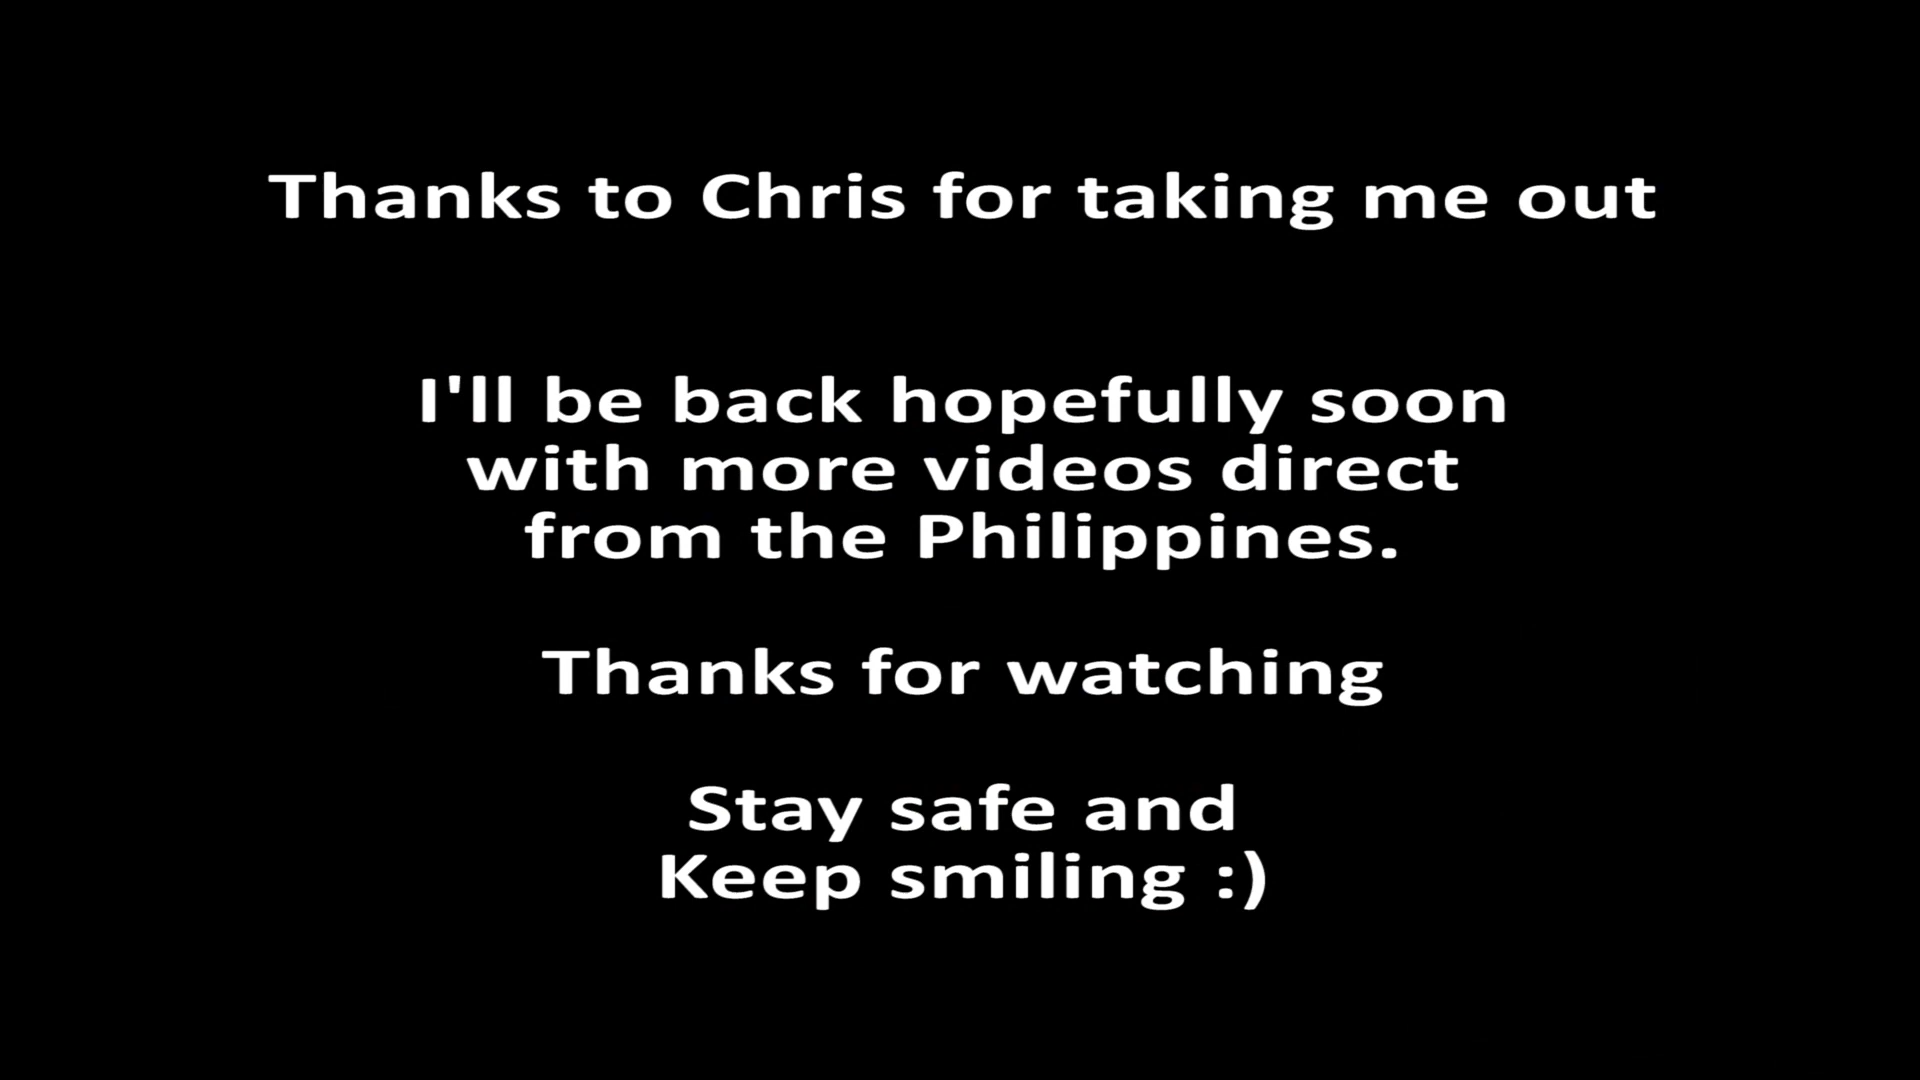 Thanks to Chris for taking me out
I'll be back hopefully soon
with more videos direct
from the Philippines.
Thanks for watching
Stay safe and
Keep smiling :)